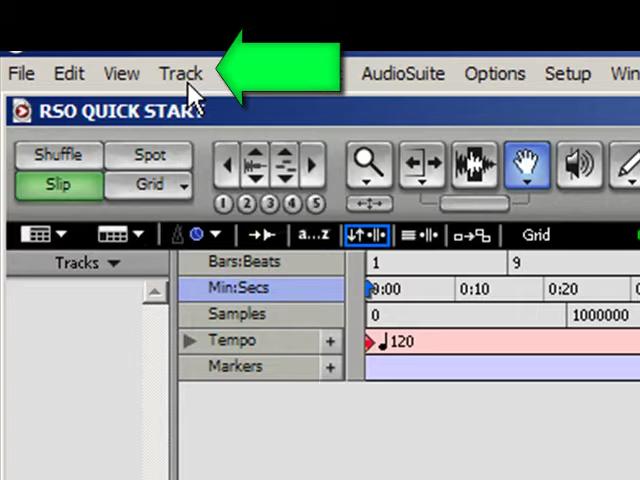 File Edit View Track AudioSuite Options Setup Win
RSO QUICK STAR
Shuffle Spot
Slip Grid
1 2 3 4 5
a...z Grid
Tracks
Bars:Beats 1 9
Min:Secs 0:00 0:10 0:20
Samples 0 1000000
Tempo + 120
Markers +